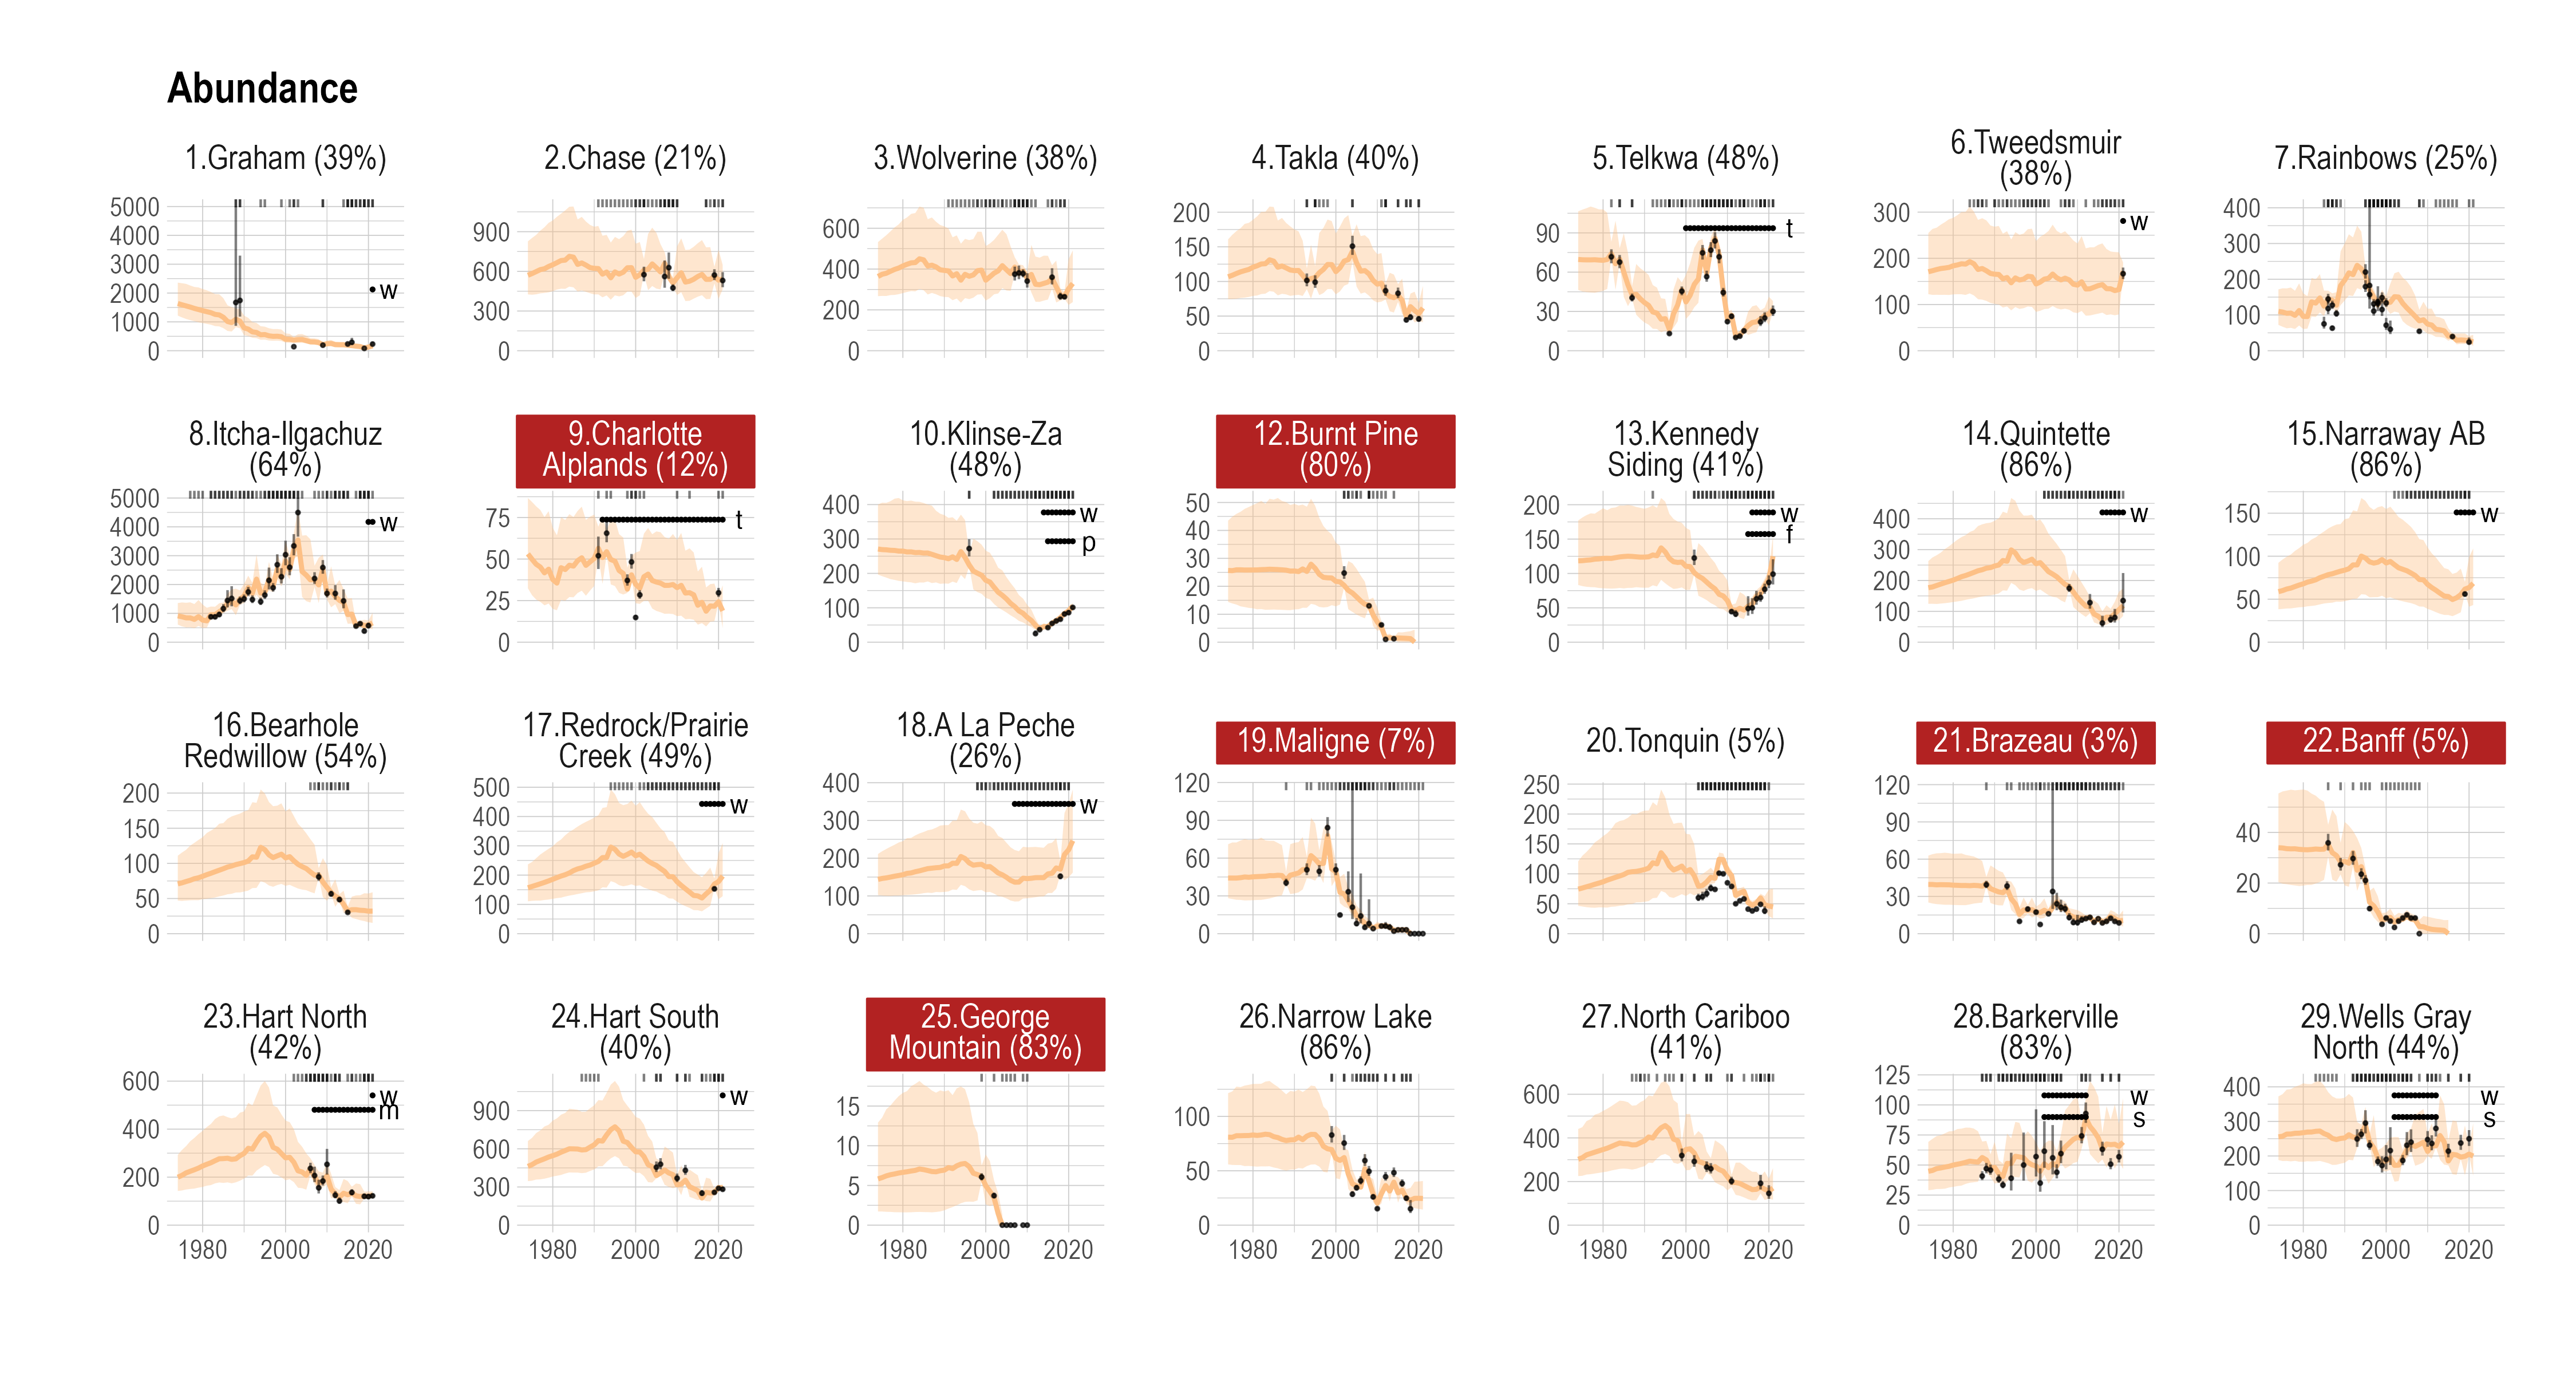 Abundance
1.Graham (39%)
5000
4000
3000
2000
1000
0
w
2.Chase (21%)
900
600
300
0
3.Wolverine (38%)
600
400
200
0
4.Takla (40%)
200
150
100
50
0
5.Telkwa (48%)
90
60
30
0
t
6.Tweedsmuir
(38%)
300
200
100
0
w
7.Rainbows (25%)
400
300
200
100
0
8.Itcha-Ilgachuz
(64%)
5000
4000
3000
2000
1000
0
w
9.Charlotte
Alplands (12%)
75
50
25
0
t
10.Klinse-Za
(48%)
400
300
200
100
0
w
p
12.Burnt Pine
(80%)
50
40
30
20
10
0
13.Kennedy
Siding (41%)
200
150
100
50
0
w
f
14.Quintette
(86%)
400
300
200
100
0
w
15.Narraway AB
(86%)
150
100
50
0
w
16.Bearhole
Redwillow (54%)
200
150
100
50
0
17.Redrock/Prairie
Creek (49%)
500
400
300
200
100
0
w
18.A La Peche
(26%)
400
300
200
100
0
w
19.Maligne (7%)
120
90
60
30
0
20.Tonquin (5%)
250
200
150
100
50
0
21.Brazeau (3%)
120
90
60
30
0
22.Banff (5%)
40
20
0
23.Hart North
(42%)
600
400
200
0
w
m
1980 2000 2020
24.Hart South
(40%)
900
600
300
0
w
1980 2000 2020
25.George
Mountain (83%)
15
10
5
0
1980 2000 2020
26.Narrow Lake
(86%)
100
50
0
1980 2000 2020
27.North Cariboo
(41%)
600
400
200
0
1980 2000 2020
28.Barkerville
(83%)
125
100
75
50
25
0
w
s
1980 2000 2020
29.Wells Gray
North (44%)
400
300
200
100
0
w
s
1980 2000 2020